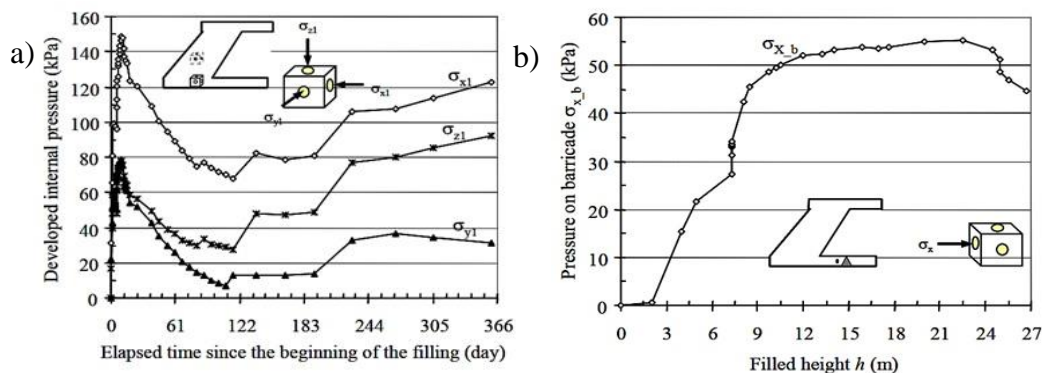 a)
Developed internal pressure (kPa)
160
140
120
100
80
60
40
20
0
0 61 122 183 244 305 366
Elapsed time since the beginning of the filling (day)
σz1
σx1
σy1
σx1
σz1
σy1
b)
Pressure on barricade σx_b (kPa)
60
50
40
30
20
10
0
0 3 6 9 12 15 18 21 24 27
Filled height h (m)
σX_b
σx